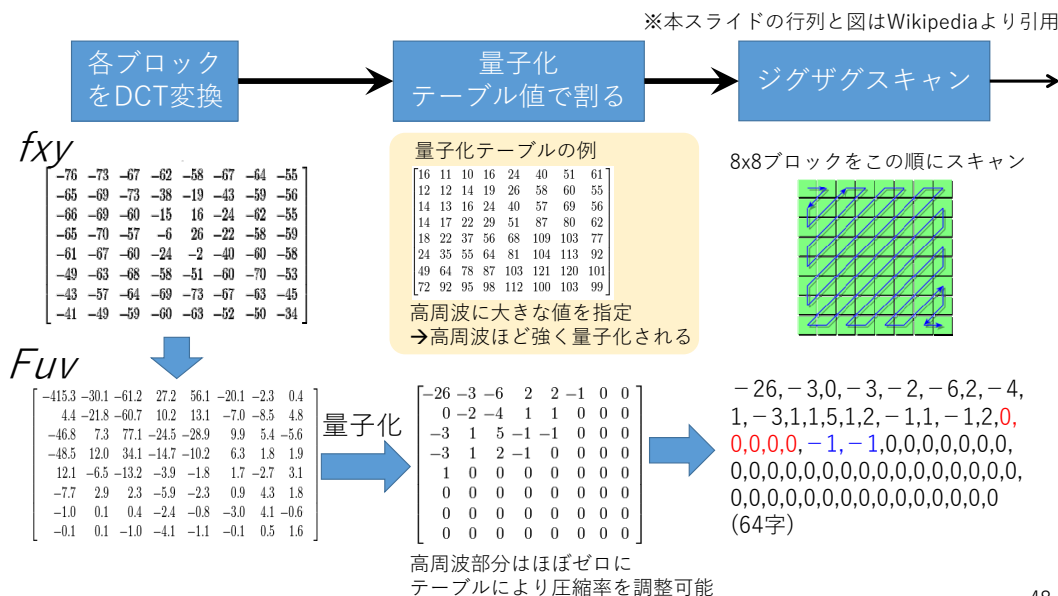 ※本スライドの行列と図はWikipediaより引用
各ブロック
をDCT変換
量子化
テーブル値で割る
ジグザグスキャン
fxy
−76 −73 −67 −62 −58 −67 −64 −55
−65 −69 −73 −38 −19 −43 −59 −56
−66 −69 −60 −15 16 −24 −62 −55
−65 −70 −57 −6 26 −22 −58 −59
−61 −67 −60 −24 −2 −40 −60 −58
−49 −63 −68 −58 −51 −60 −70 −53
−43 −57 −64 −69 −73 −67 −63 −45
−41 −49 −59 −60 −63 −52 −50 −34
量子化テーブルの例
16 11 10 16 24 40 51 61
12 12 14 19 26 58 60 55
14 13 16 24 40 57 69 56
14 17 22 29 51 87 80 62
18 22 37 56 68 109 103 77
24 35 55 64 81 104 113 92
49 64 78 87 103 121 120 101
72 92 95 98 112 100 103 99
高周波に大きな値を指定
→高周波ほど強く量子化される
8x8ブロックをこの順にスキャン
Fuv
−415.3 −30.1 −61.2 27.2 56.1 −20.1 −2.3 0.4
4.4 −21.8 −60.7 10.2 13.1 −7.0 −8.5 4.8
−46.8 7.3 77.1 −24.5 −28.9 9.9 5.4 −5.6
−48.5 12.0 34.1 −14.7 −10.2 6.3 1.8 1.9
12.1 −6.5 −13.2 −3.9 −1.8 1.7 −2.7 3.1
−7.7 2.9 2.3 −5.9 −2.3 0.9 4.3 1.8
−1.0 0.1 0.4 −2.4 −0.8 −3.0 4.1 −0.6
−0.1 0.1 −1.0 −4.1 −1.1 −0.1 0.5 1.6
量子化
−26 −3 −6 2 2 −1 0 0
0 −2 −4 1 1 0 0 0
−3 1 5 −1 −1 0 0 0
−3 1 2 −1 0 0 0 0
1 0 0 0 0 0 0 0
0 0 0 0 0 0 0 0
0 0 0 0 0 0 0 0
0 0 0 0 0 0 0 0
高周波部分はほぼゼロに
テーブルにより圧縮率を調整可能
−26,−3,0,−3,−2,−6,2,−4,
1,−3,1,1,5,1,2,−1,1,−1,2,0,
0,0,0,0,−1,−1,0,0,0,0,0,0,0,
0,0,0,0,0,0,0,0,0,0,0,0,0,0,0,0,
0,0,0,0,0,0,0,0,0,0,0,0,0,0,0
(64字)